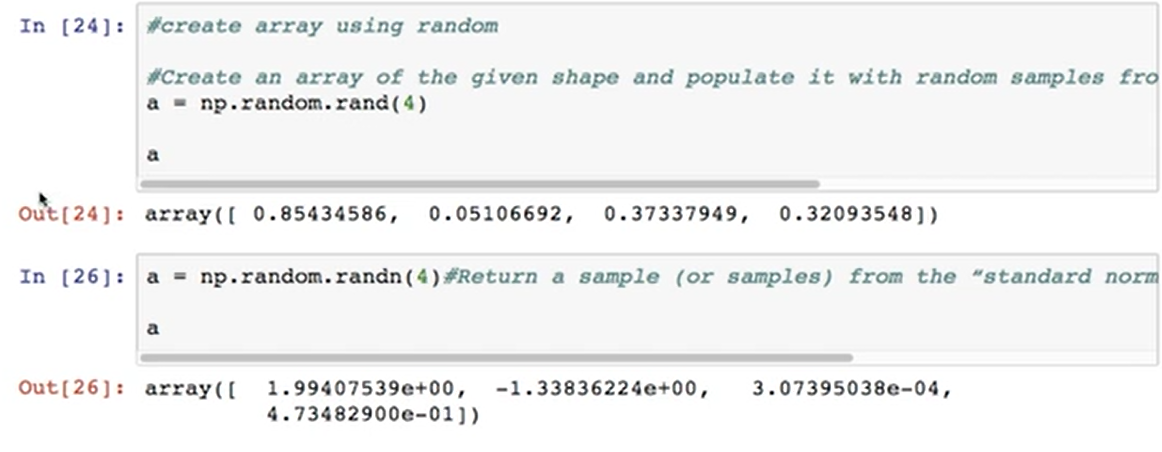 In [24]: #create array using random
#Create an array of the given shape and populate it with random samples fro
a = np.random.rand(4)
a
Out[24]: array([ 0.85434586, 0.05106692, 0.37337949, 0.32093548])
In [26]: a = np.random.randn(4)#Return a sample (or samples) from the “standard norm
a
Out[26]: array([ 1.99407539e+00, -1.33836224e+00, 3.07395038e-04,
4.73482900e-01])